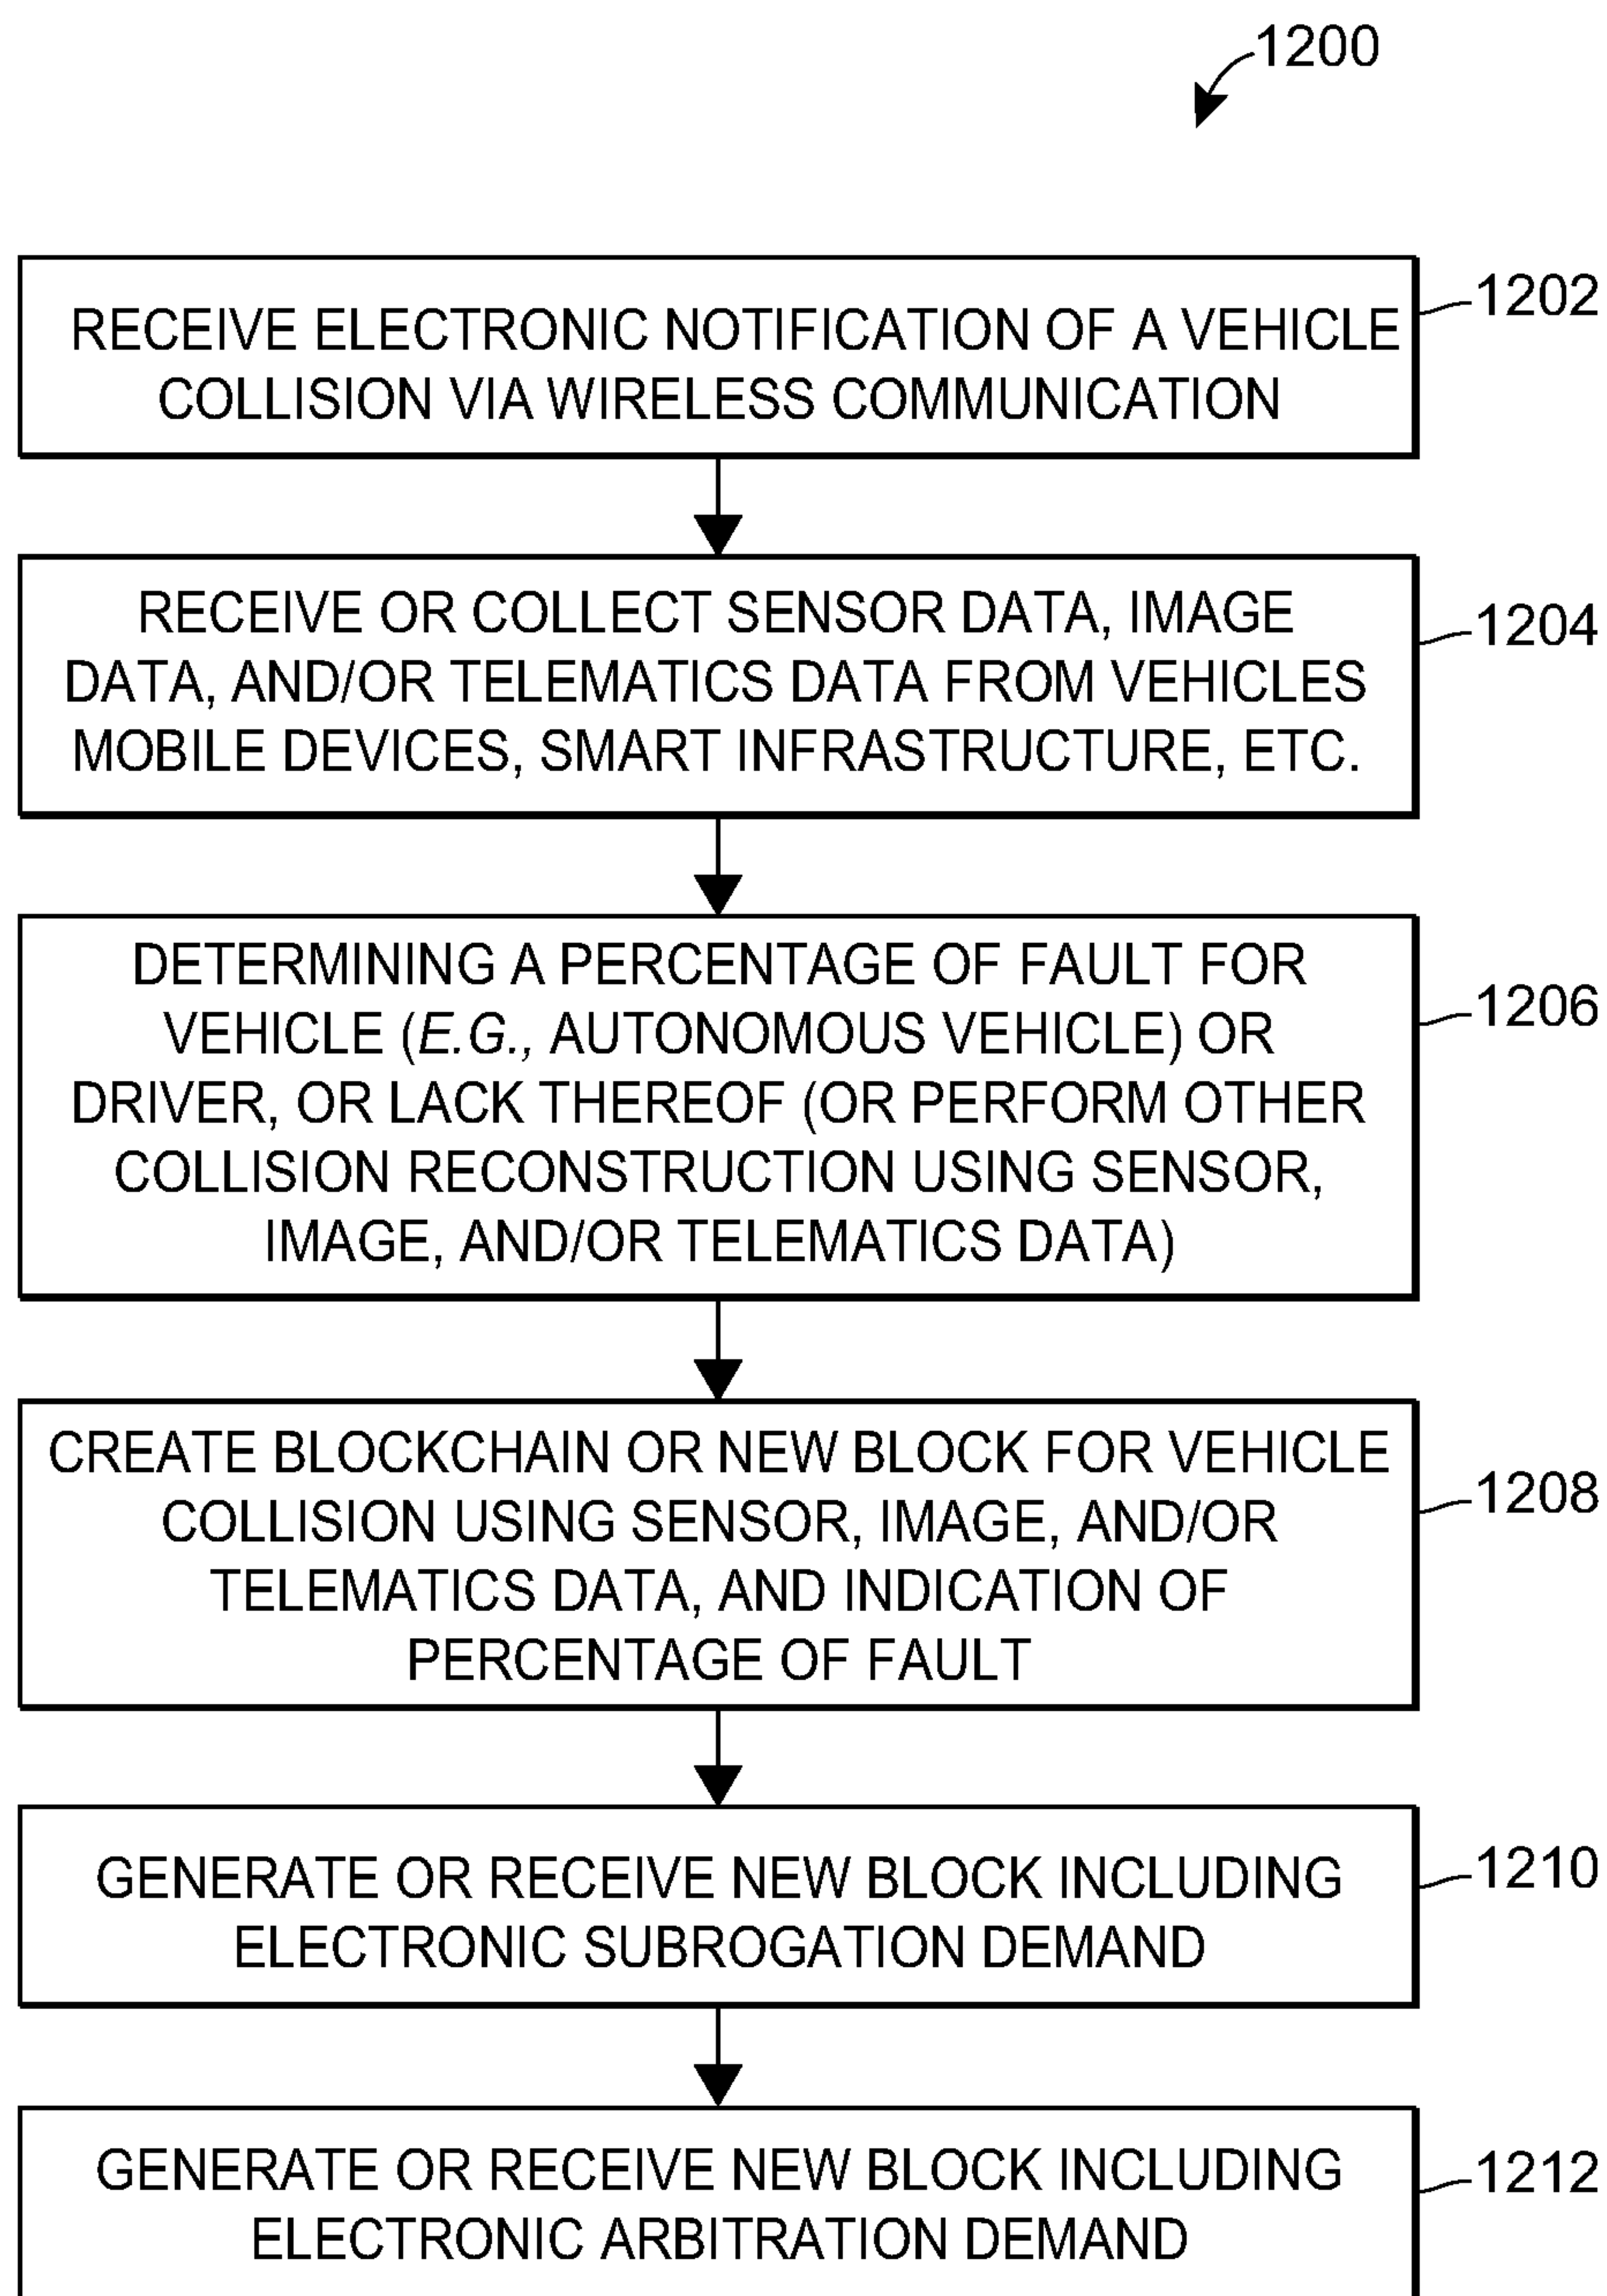 1200
RECEIVE ELECTRONIC NOTIFICATION OF A VEHICLE
COLLISION VIA WIRELESS COMMUNICATION
1202
RECEIVE OR COLLECT SENSOR DATA, IMAGE
DATA, AND/OR TELEMATICS DATA FROM VEHICLES
MOBILE DEVICES, SMART INFRASTRUCTURE, ETC.
1204
DETERMINING A PERCENTAGE OF FAULT FOR
VEHICLE (E.G., AUTONOMOUS VEHICLE) OR
DRIVER, OR LACK THEREOF (OR PERFORM OTHER
COLLISION RECONSTRUCTION USING SENSOR,
IMAGE, AND/OR TELEMATICS DATA)
1206
CREATE BLOCKCHAIN OR NEW BLOCK FOR VEHICLE
COLLISION USING SENSOR, IMAGE, AND/OR
TELEMATICS DATA, AND INDICATION OF
PERCENTAGE OF FAULT
1208
GENERATE OR RECEIVE NEW BLOCK INCLUDING
ELECTRONIC SUBROGATION DEMAND
1210
GENERATE OR RECEIVE NEW BLOCK INCLUDING
ELECTRONIC ARBITRATION DEMAND
1212